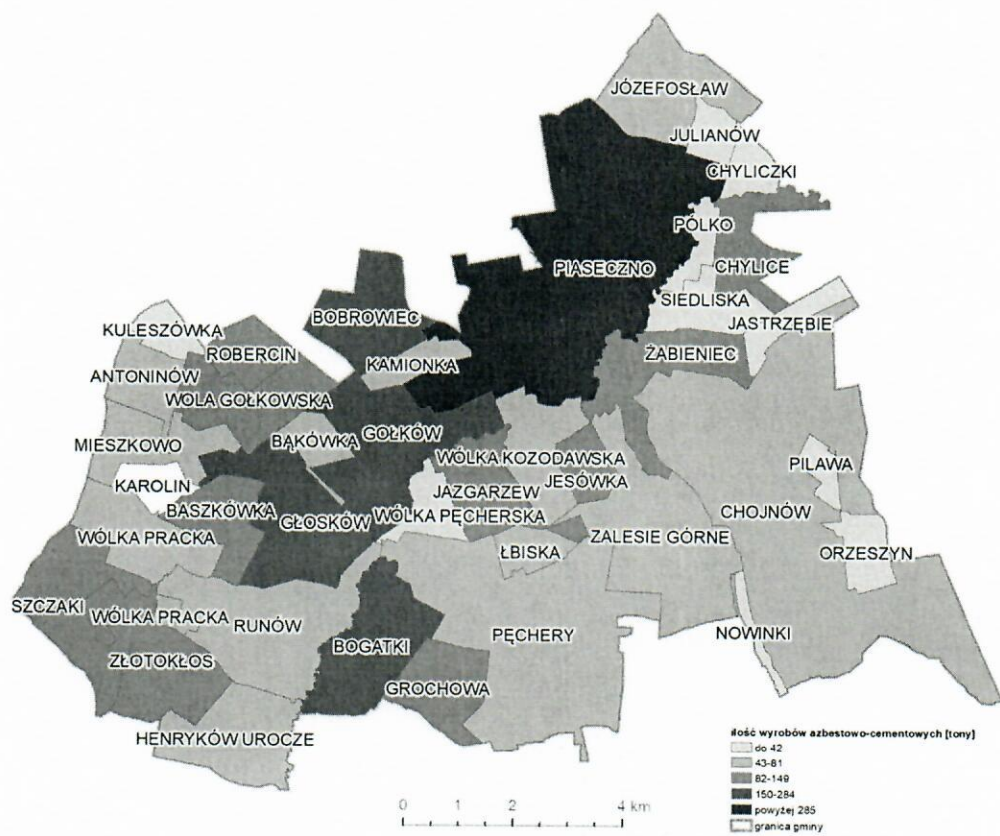 JÓZEFOSŁAW
JULIANÓW
CHYLICZKI
PÓLKO
PIASECZNO
CHYLICE
SIEDLISKA
JASTRZĘBIE
BOBROWIEC
KULESZÓWKA
ROBERCIN
KAMIONKA
ŻABIENIEC
ANTONINÓW
WOLA GOŁKOWSKA
MIESZKOWO
BĄKÓWKA
GOŁKÓW
WÓLKA KOZODAWSKA
PILAWA
KAROLIN
JAZGARZEW
JESÓWKA
BASZKÓWKA
GŁOSKÓW
WÓLKA PĘCHERSKA
CHOJNÓW
WÓLKA PRACKA
ŁBISKA
ZALESIE GÓRNE
ORZESZYN
SZCZAKI
WÓLKA PRACKA
RUNÓW
BOGATKI
PĘCHERY
NOWINKI
ZŁOTOKŁOS
GROCHOWA
HENRYKÓW UROCZE
ilość wyrobów azbestowo-cementowych [tony]
do 42
43-81
82-149
150-284
powyżej 285
granica gminy
0 1 2 4 km